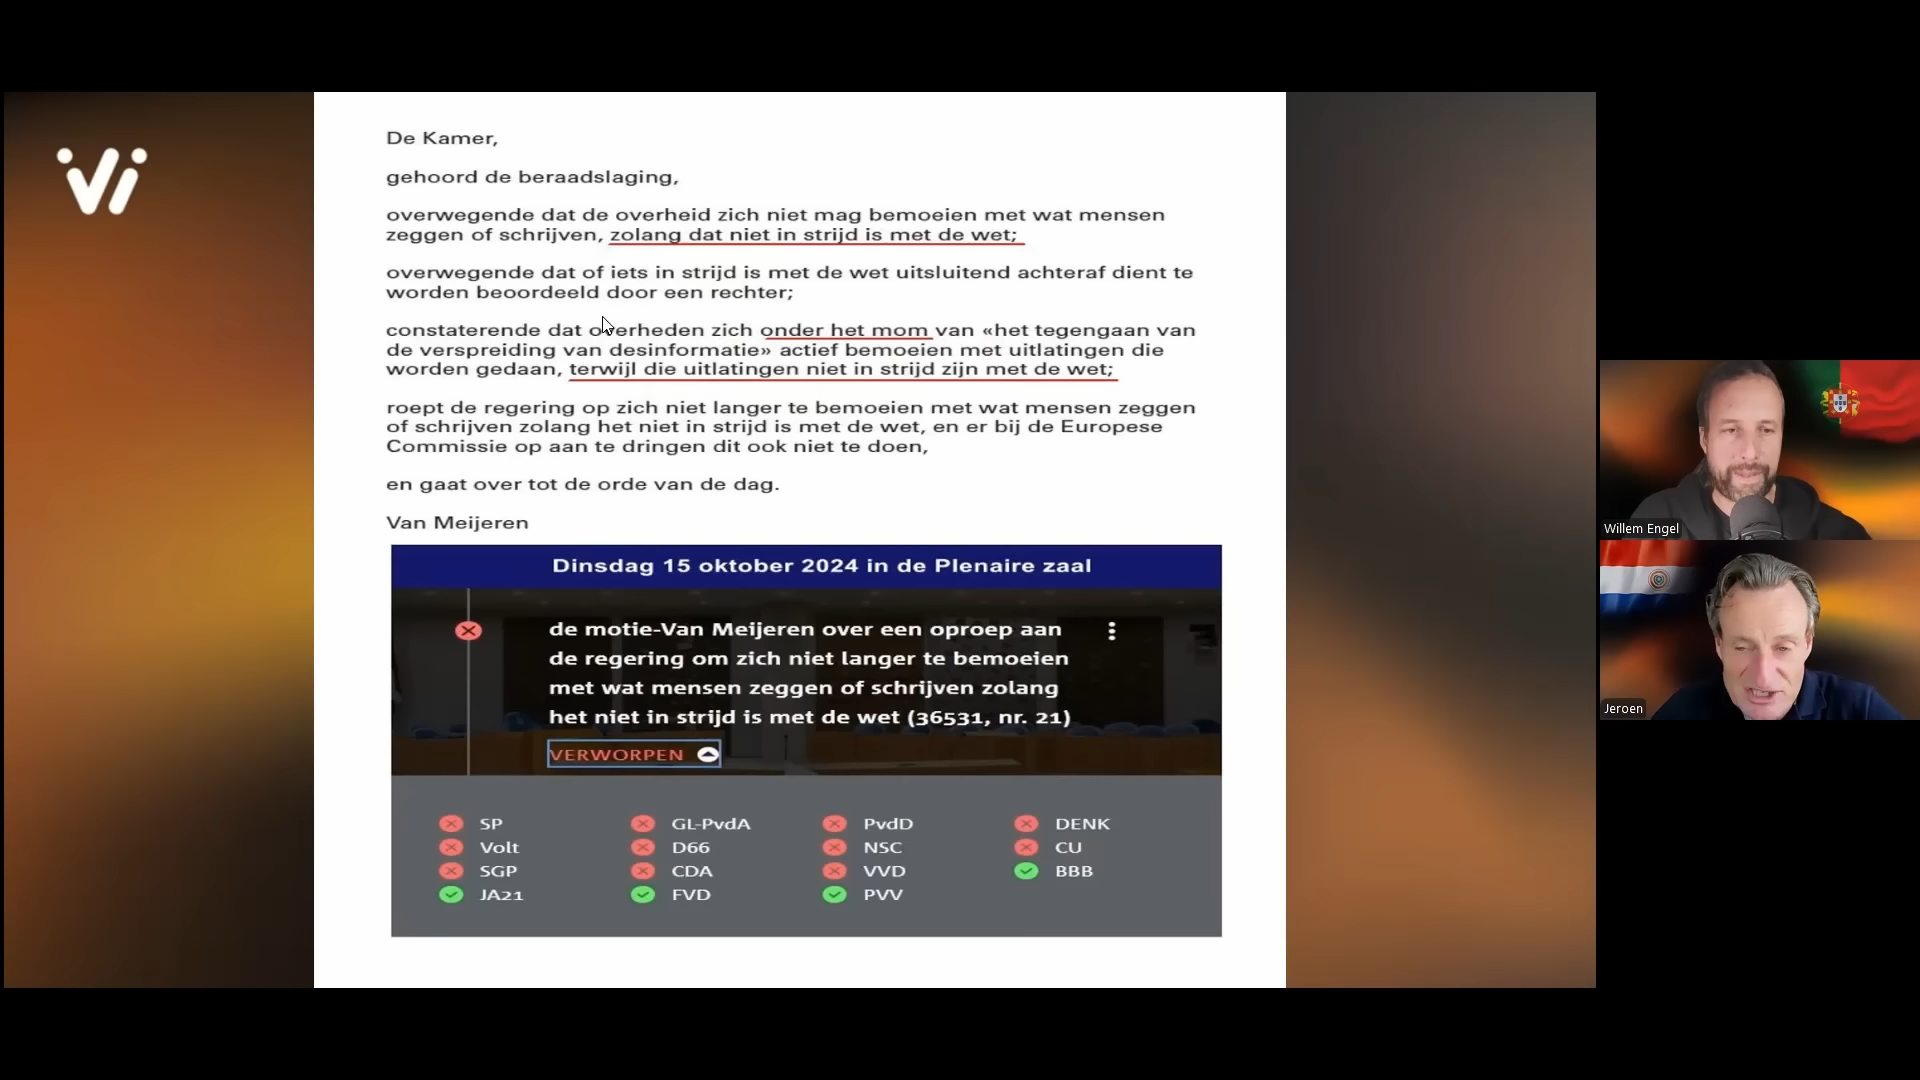 De Kamer,
gehoord de beraadslaging,
overwegende dat de overheid zich niet mag bemoeien met wat mensen
zeggen of schrijven, zolang dat niet in strijd is met de wet;
overwegende dat of iets in strijd is met de wet uitsluitend achteraf dient te
worden beoordeeld door een rechter;
constaterende dat overheden zich onder het mom van «het tegengaan van
de verspreiding van desinformatie» actief bemoeien met uitlatingen die
worden gedaan, terwijl die uitlatingen niet in strijd zijn met de wet;
roept de regering op zich niet langer te bemoeien met wat mensen zeggen
of schrijven zolang het niet in strijd is met de wet, en er bij de Europese
Commissie op aan te dringen dit ook niet te doen,
en gaat over tot de orde van de dag.
Van Meijeren
Dinsdag 15 oktober 2024 in de Plenaire zaal
de motie-Van Meijeren over een oproep aan
de regering om zich niet langer te bemoeien
met wat mensen zeggen of schrijven zolang
het niet in strijd is met de wet (36531, nr. 21)
VERWORPEN
SP GL-PvdA PvdD DENK
Volt D66 NSC CU
SGP CDA VVD BBB
JA21 FVD PVV
Willem Engel
Jeroen